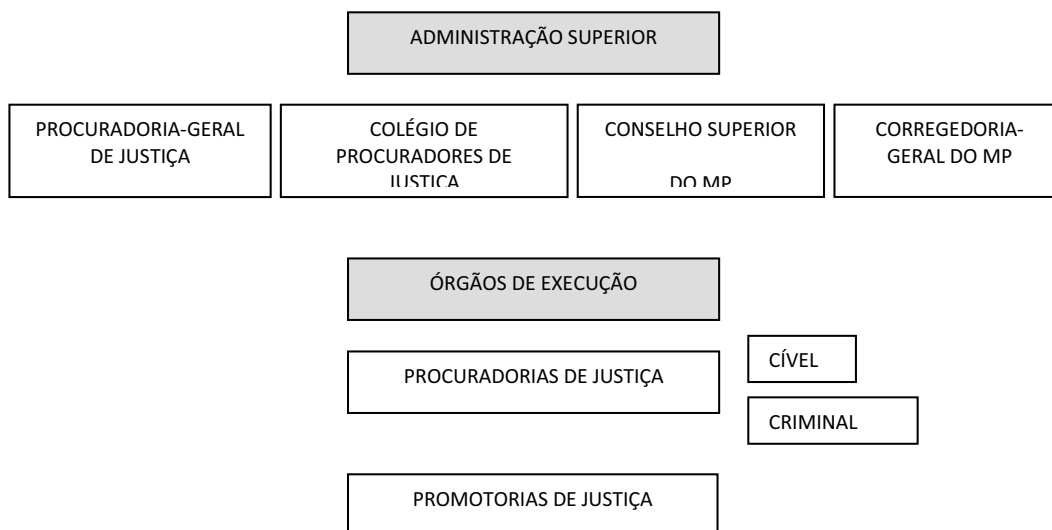 ADMINISTRAÇÃO SUPERIOR
PROCURADORIA-GERAL
DE JUSTIÇA
COLÉGIO DE
PROCURADORES DE
JUSTIÇA
CONSELHO SUPERIOR
DO MP
CORREGEDORIA-
GERAL DO MP
ÓRGÃOS DE EXECUÇÃO
PROCURADORIAS DE JUSTIÇA
CÍVEL
CRIMINAL
PROMOTORIAS DE JUSTIÇA